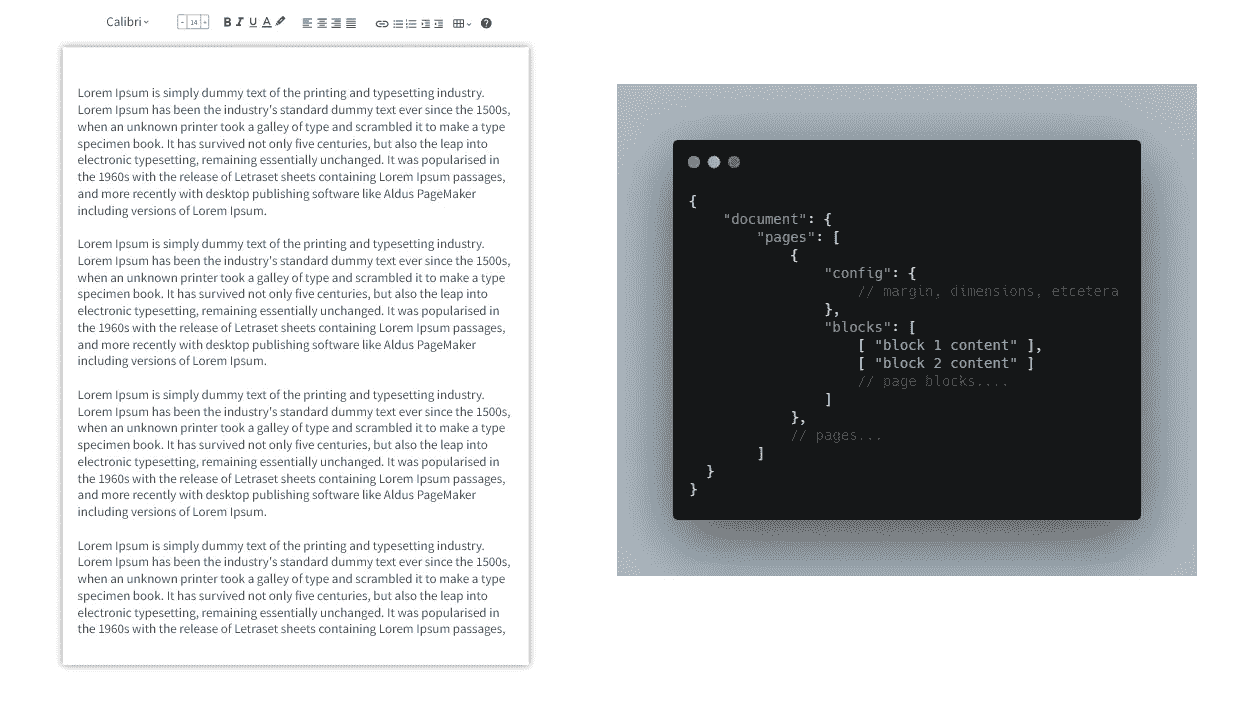 Calibri
14
B I U A
Lorem Ipsum is simply dummy text of the printing and typesetting industry.
Lorem Ipsum has been the industry's standard dummy text ever since the 1500s,
when an unknown printer took a galley of type and scrambled it to make a type
specimen book. It has survived not only five centuries, but also the leap into
electronic typesetting, remaining essentially unchanged. It was popularised in
the 1960s with the release of Letraset sheets containing Lorem Ipsum passages,
and more recently with desktop publishing software like Aldus PageMaker
including versions of Lorem Ipsum.
Lorem Ipsum is simply dummy text of the printing and typesetting industry.
Lorem Ipsum has been the industry's standard dummy text ever since the 1500s,
when an unknown printer took a galley of type and scrambled it to make a type
specimen book. It has survived not only five centuries, but also the leap into
electronic typesetting, remaining essentially unchanged. It was popularised in
the 1960s with the release of Letraset sheets containing Lorem Ipsum passages,
and more recently with desktop publishing software like Aldus PageMaker
including versions of Lorem Ipsum.
Lorem Ipsum is simply dummy text of the printing and typesetting industry.
Lorem Ipsum has been the industry's standard dummy text ever since the 1500s,
when an unknown printer took a galley of type and scrambled it to make a type
specimen book. It has survived not only five centuries, but also the leap into
electronic typesetting, remaining essentially unchanged. It was popularised in
the 1960s with the release of Letraset sheets containing Lorem Ipsum passages,
and more recently with desktop publishing software like Aldus PageMaker
including versions of Lorem Ipsum.
Lorem Ipsum is simply dummy text of the printing and typesetting industry.
Lorem Ipsum has been the industry's standard dummy text ever since the 1500s,
when an unknown printer took a galley of type and scrambled it to make a type
specimen book. It has survived not only five centuries, but also the leap into
electronic typesetting, remaining essentially unchanged. It was popularised in
the 1960s with the release of Letraset sheets containing Lorem Ipsum passages,
{
"document": {
"pages": [
{
"config": {
// margin, dimensions, etcetera
},
"blocks": [
[ "block 1 content" ],
[ "block 2 content" ]
// page blocks....
]
},
// pages...
]
}
}